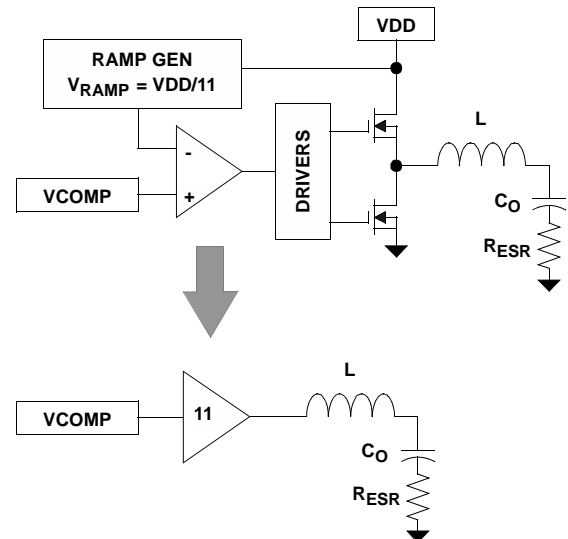 VDD
RAMP GEN
VRAMP = VDD/11
L
-
+
VCOMP
DRIVERS
CO
RESR
L
VCOMP
11
CO
RESR